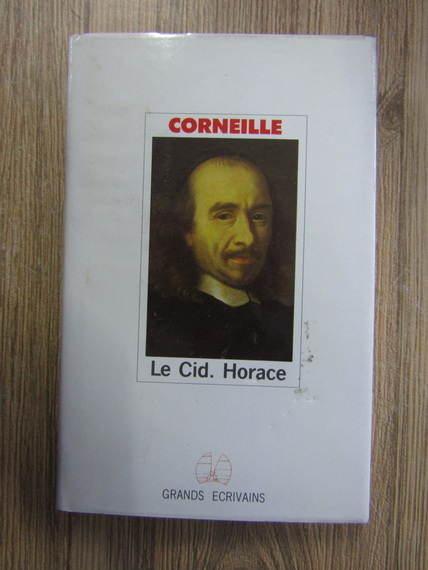 CORNEILLE
Le Cid. Horace
GRANDS ECRIVAINS